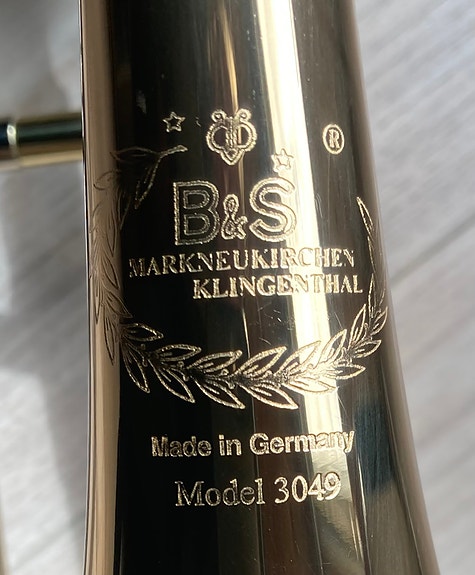 ®
B&S
MARKNEUKIRCHEN
KLINGENTHAL
Made in Germany
Model 3049